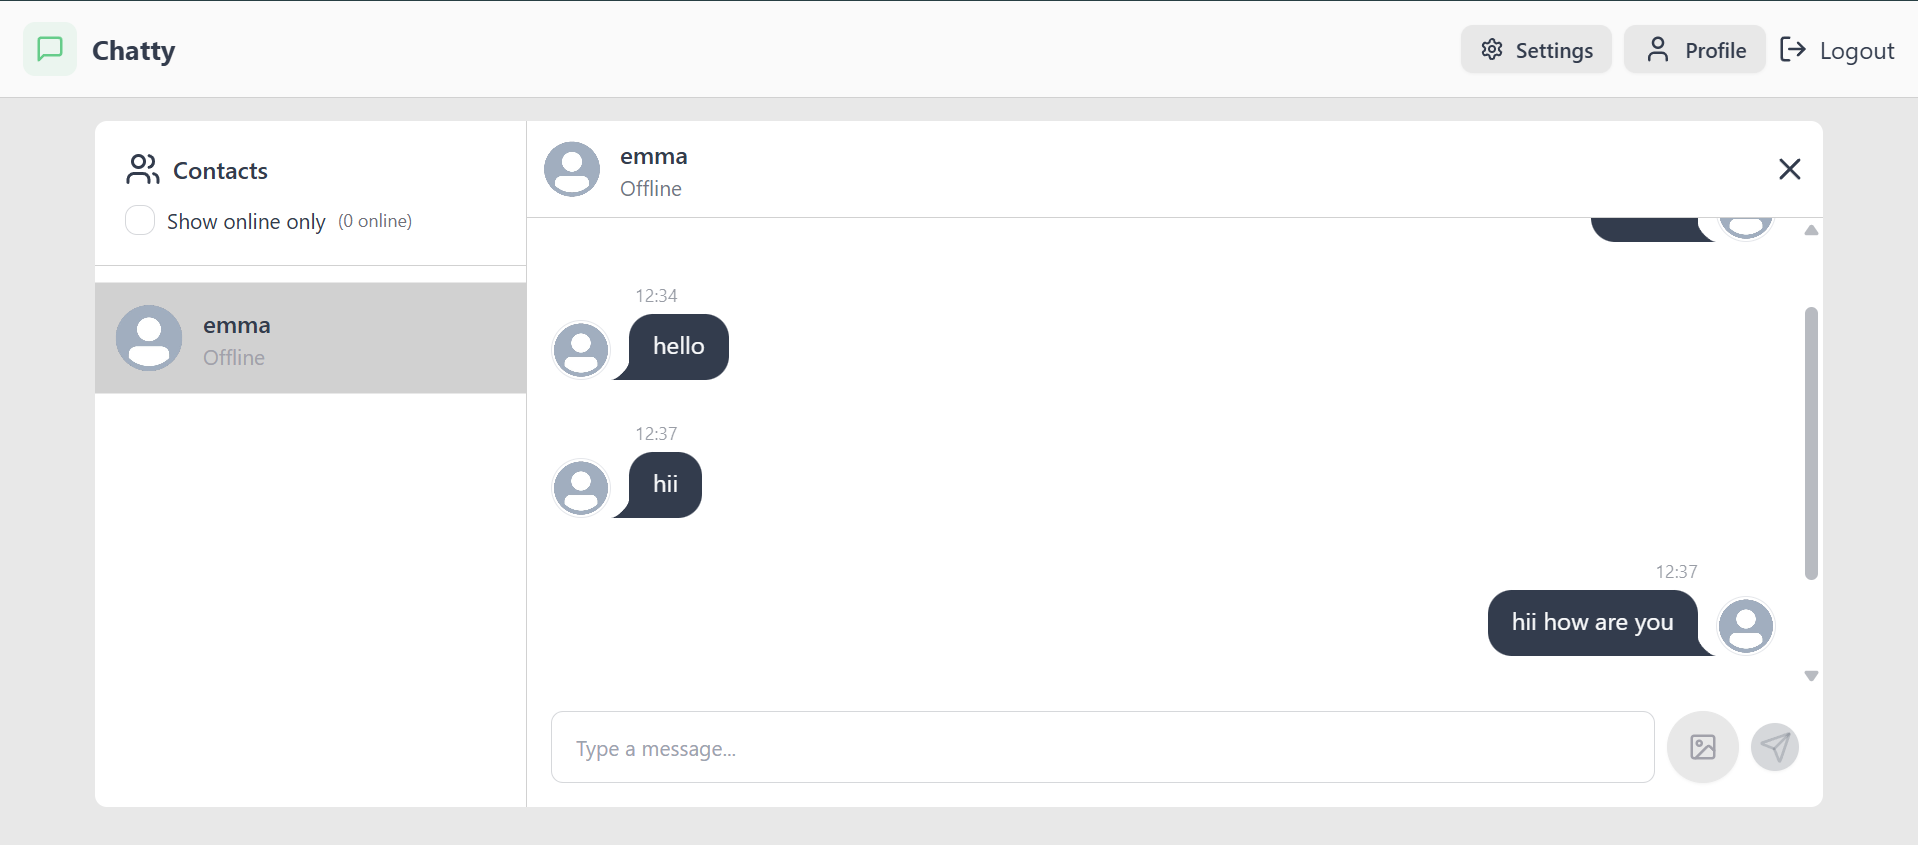 Chatty
Settings
Profile
Logout
Contacts
Show online only (0 online)
emma
Offline
emma
Offline
12:34
hello
12:37
hii
12:37
hii how are you
Type a message...